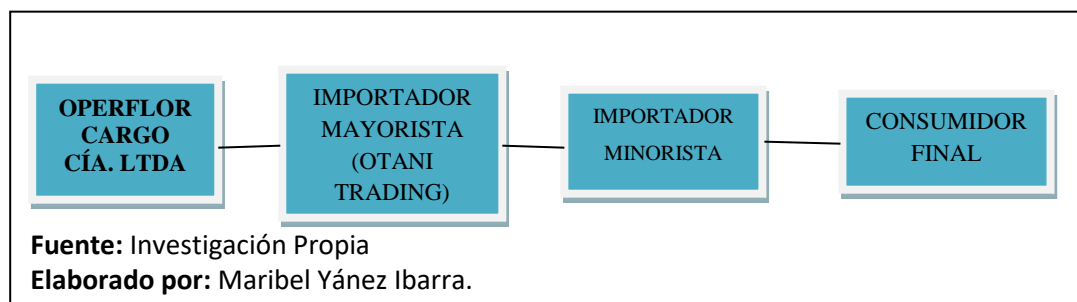 OPERFLOR
CARGO
CÍA. LTDA
IMPORTADOR
MAYORISTA
(OTANI
TRADING)
IMPORTADOR
MINORISTA
CONSUMIDOR
FINAL
Fuente: Investigación Propia
Elaborado por: Maribel Yánez Ibarra.